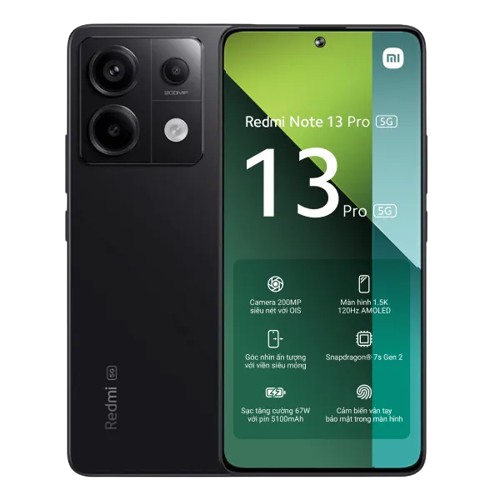 200MP
Redmi 5G
mi
Redmi Note 13 Pro 5G
13 Pro 5G
Camera 200MP
siêu nét với OIS
Màn hình 1.5K
120Hz AMOLED
Góc nhìn ấn tượng
với viền siêu mỏng
Snapdragon® 7s Gen 2
Sạc tăng cường 67W
với pin 5100mAh
Cảm biến vân tay
bảo mật trong màn hình